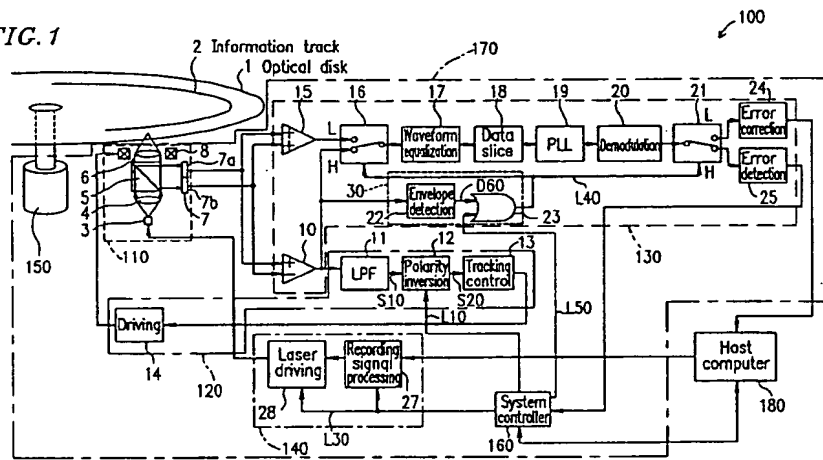 FIG. 1
100
2 Information track
1 Optical disk
170
15
16
17
18
19
20
21
24
L
H
Waveform equalization
Data slice
PLL
Demodulation
L
H
Error correction
Error detection
25
8
7a
7b
7
6
5
4
3
110
150
30
Envelope detection
22
D60
23
L40
130
10
11
12
13
LPF
Polarity inversion
Tracking control
S10
S20
L10
L50
Driving
14
120
Laser driving
28
Recording signal processing
27
L30
140
System controller
160
Host computer
180